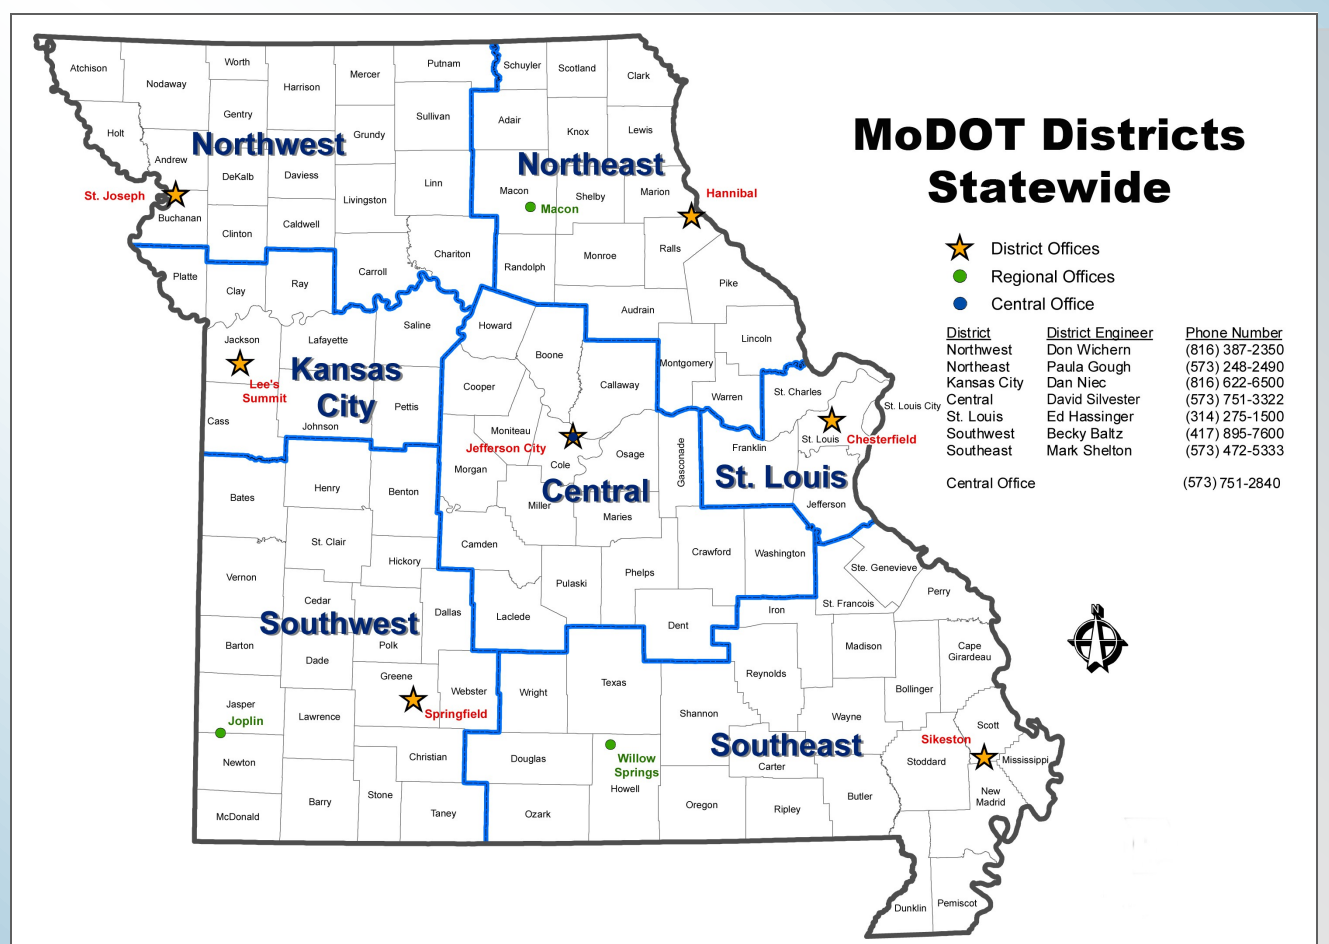 MoDOT Districts
Statewide
District Offices
Regional Offices
Central Office
District District Engineer Phone Number
Northwest Don Wichern (816) 387-2350
Northeast Paula Gough (573) 248-2490
Kansas City Dan Niec (816) 622-6500
Central David Silvester (573) 751-3322
St. Louis Ed Hassinger (314) 275-1500
Southwest Becky Baltz (417) 895-7600
Southeast Mark Shelton (573) 472-5333
Central Office (573) 751-2840
N
Northwest
Atchison
Nodaway
Worth
Harrison
Mercer
Putnam
Gentry
Sullivan
Holt
Grundy
Andrew
DeKalb
Daviess
Linn
St. Joseph
Livingston
Buchanan
Clinton
Caldwell
Carroll
Chariton
Northeast
Schuyler
Scotland
Clark
Adair
Knox
Lewis
Macon
Shelby
Marion
Hannibal
Macon
Ralls
Randolph
Monroe
Pike
Audrain
Lincoln
Montgomery
Warren
Kansas
City
Platte
Clay
Ray
Jackson
Lafayette
Saline
Lee's
Summit
Cass
Johnson
Pettis
Central
Howard
Boone
Cooper
Callaway
Moniteau
Jefferson City
Cole
Osage
Gasconade
Morgan
Miller
Maries
Camden
Pulaski
Phelps
Crawford
Washington
Laclede
Dent
St. Louis
St. Charles
St. Louis City
St. Louis
Chesterfield
Franklin
Jefferson
Southwest
Bates
Henry
Benton
St. Clair
Hickory
Vernon
Cedar
Dallas
Barton
Polk
Dade
Greene
Webster
Jasper
Joplin
Springfield
Lawrence
Newton
Christian
McDonald
Barry
Stone
Taney
Southeast
Ste. Genevieve
Perry
St. Francois
Iron
Madison
Cape
Girardeau
Reynolds
Bollinger
Wright
Texas
Shannon
Wayne
Scott
Sikeston
Mississippi
Stoddard
Douglas
Willow
Springs
Howell
Carter
New
Madrid
Butler
Ozark
Oregon
Ripley
Dunklin
Pemiscot